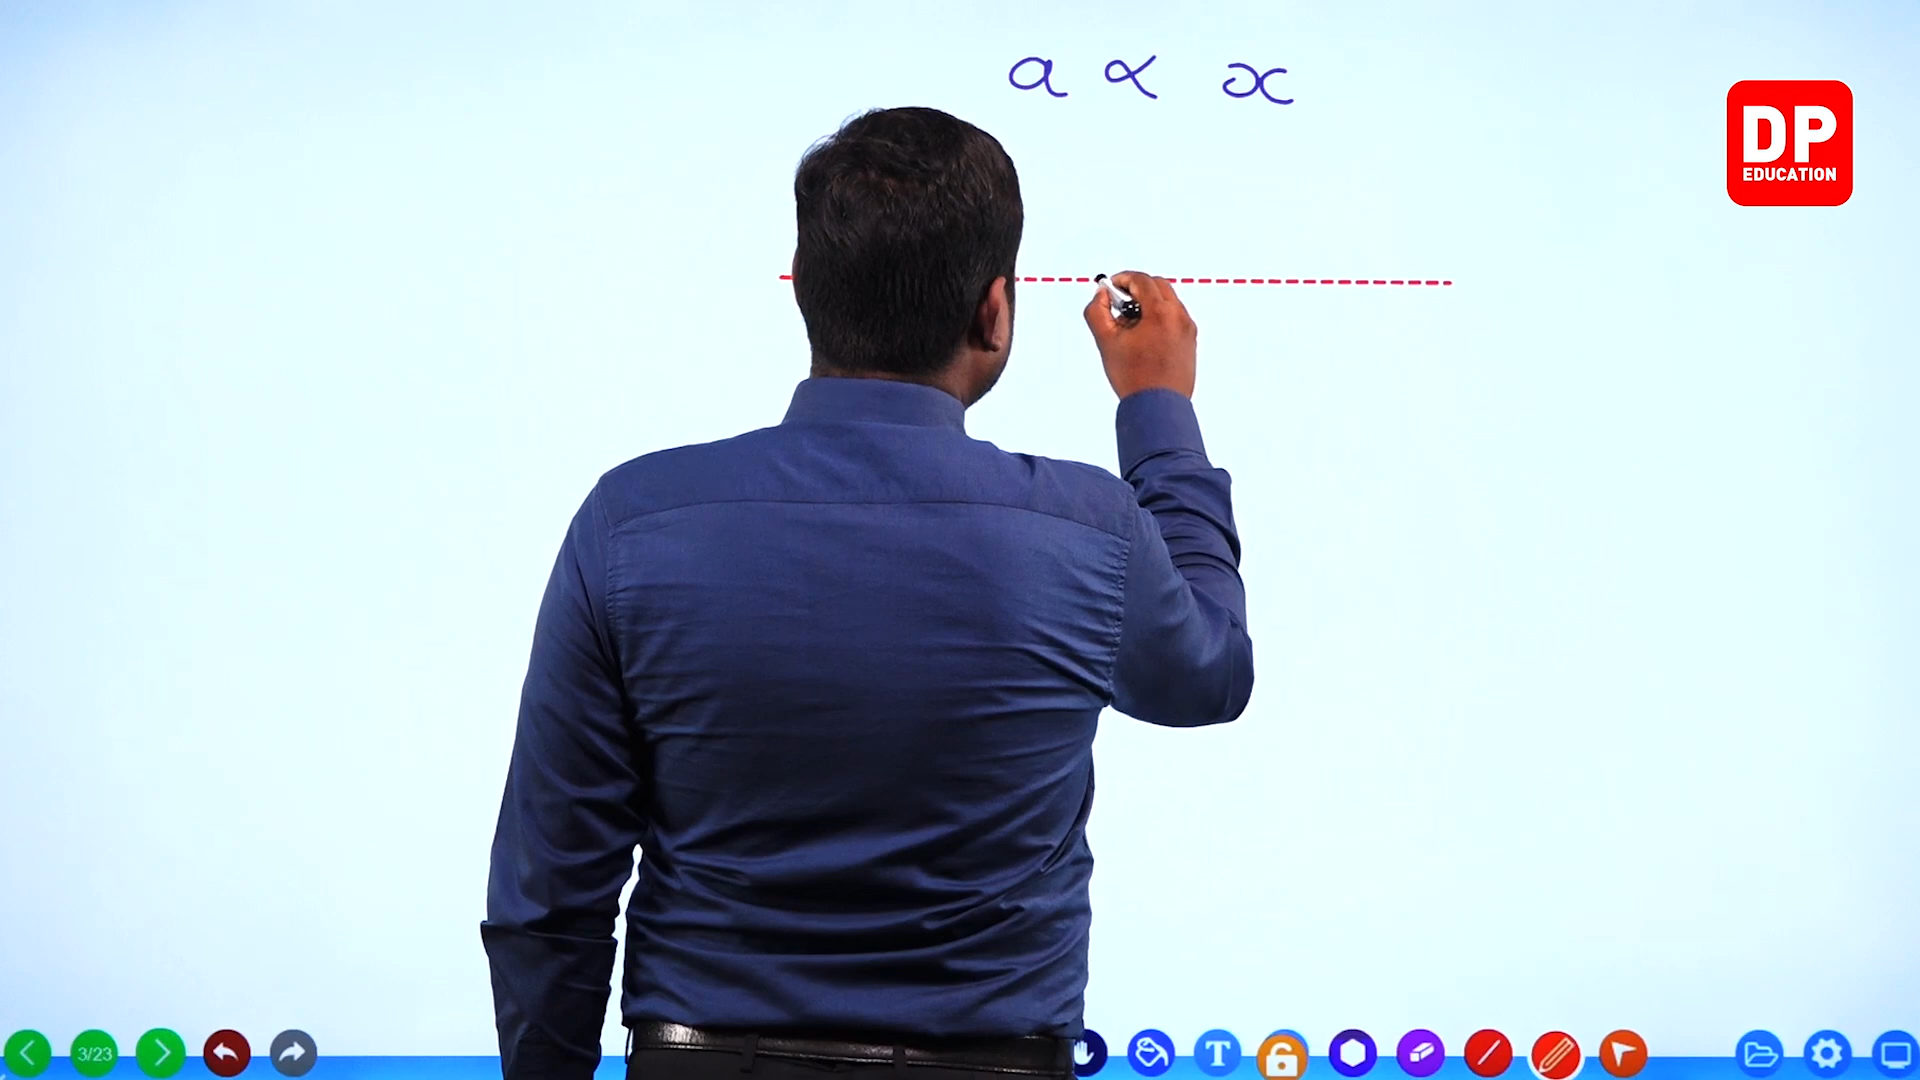 a ∝ x
DP
EDUCATION
3/23
T